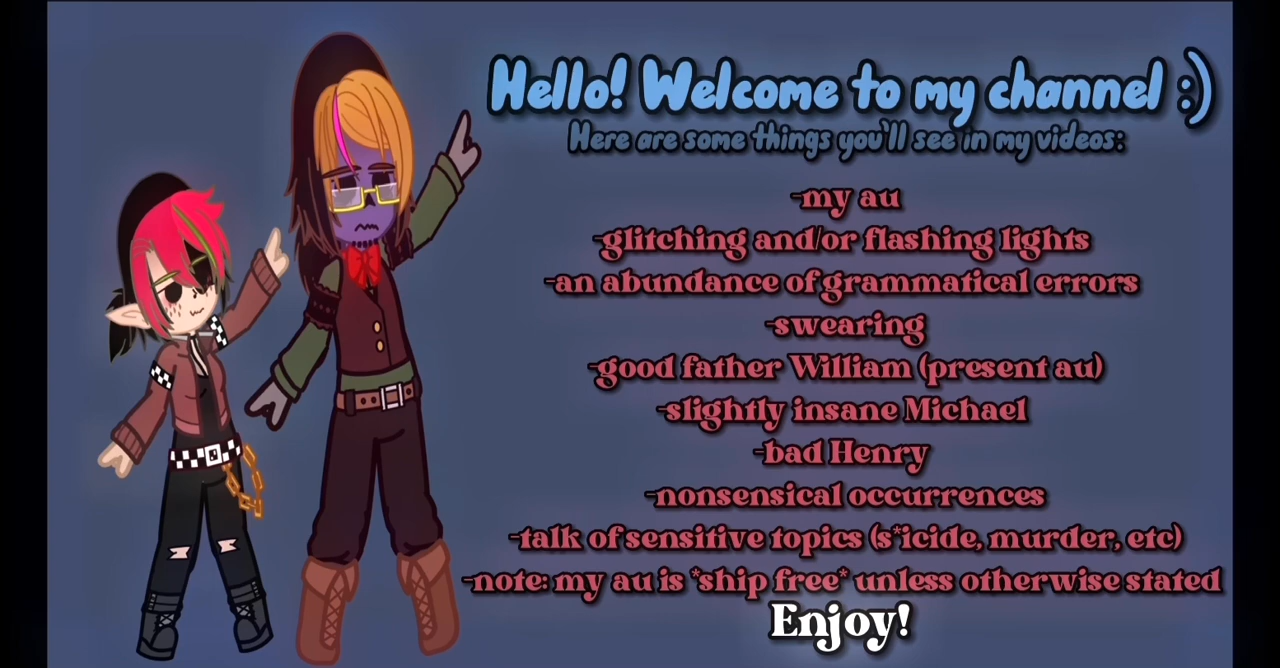 Hello! Welcome to my channel :)
Here are some things you'll see in my videos:
-my au
-glitching and/or flashing lights
-an abundance of grammatical errors
-swearing
-good father William (present au)
-slightly insane Michael
-bad Henry
-nonsensical occurrences
-talk of sensitive topics (s*icide, murder, etc)
-note: my au is *ship free* unless otherwise stated
Enjoy!